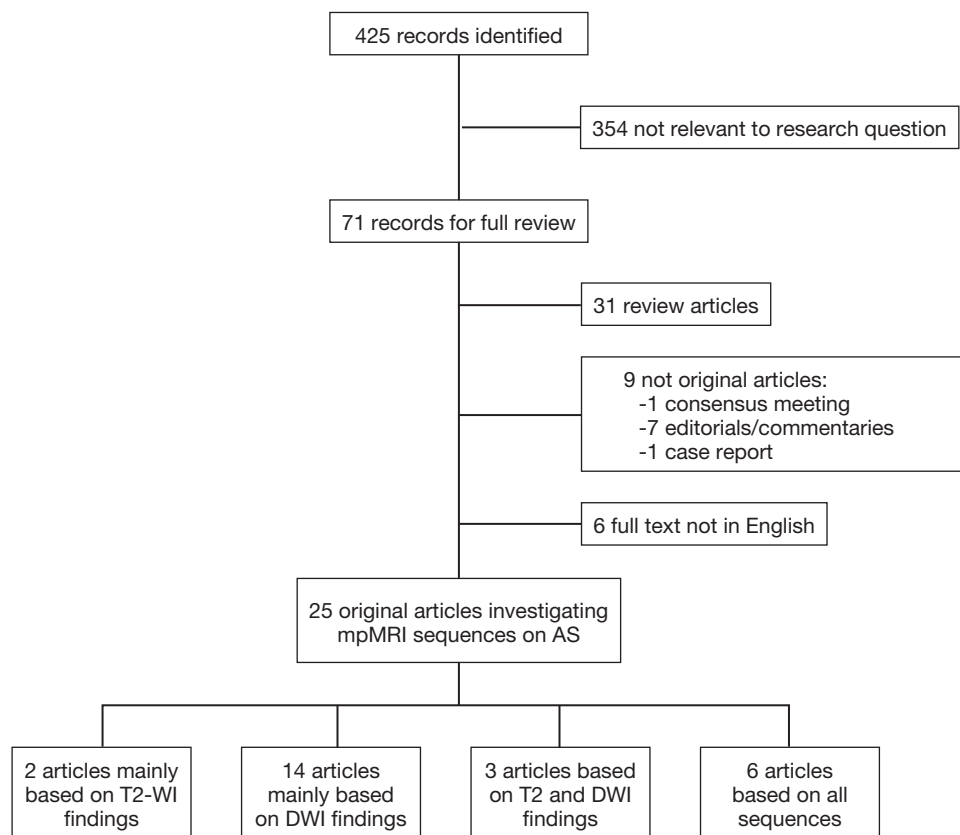 425 records identified
354 not relevant to research question
71 records for full review
31 review articles
9 not original articles:
-1 consensus meeting
-7 editorials/commentaries
-1 case report
6 full text not in English
25 original articles investigating
mpMRI sequences on AS
2 articles mainly
based on T2-WI
findings
14 articles
mainly based
on DWI findings
3 articles based
on T2 and DWI
findings
6 articles
based on all
sequences